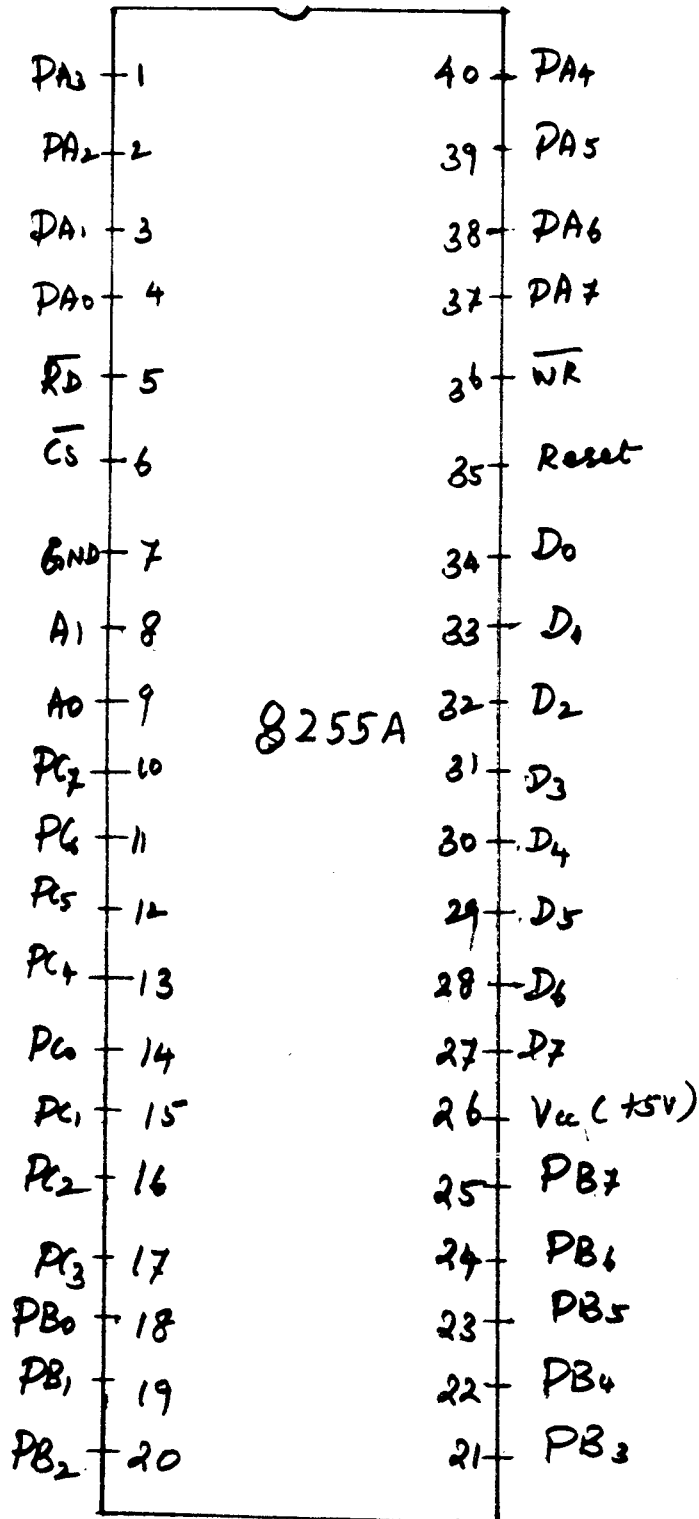 PA3 1 40 PA4
PA2 2 39 PA5
PA1 3 38 PA6
PA0 4 37 PA7
R̅D̅ 5 36 W̅R̅
C̅S̅ 6 35 Reset
GND 7 34 D0
A1 8 33 D1
A0 9 32 D2
8255A
PC7 10 31 D3
PC6 11 30 D4
PC5 12 29 D5
PC4 13 28 D6
PC0 14 27 D7
PC1 15 26 Vcc (+5V)
PC2 16 25 PB7
PC3 17 24 PB6
PB0 18 23 PB5
PB1 19 22 PB4
PB2 20 21 PB3